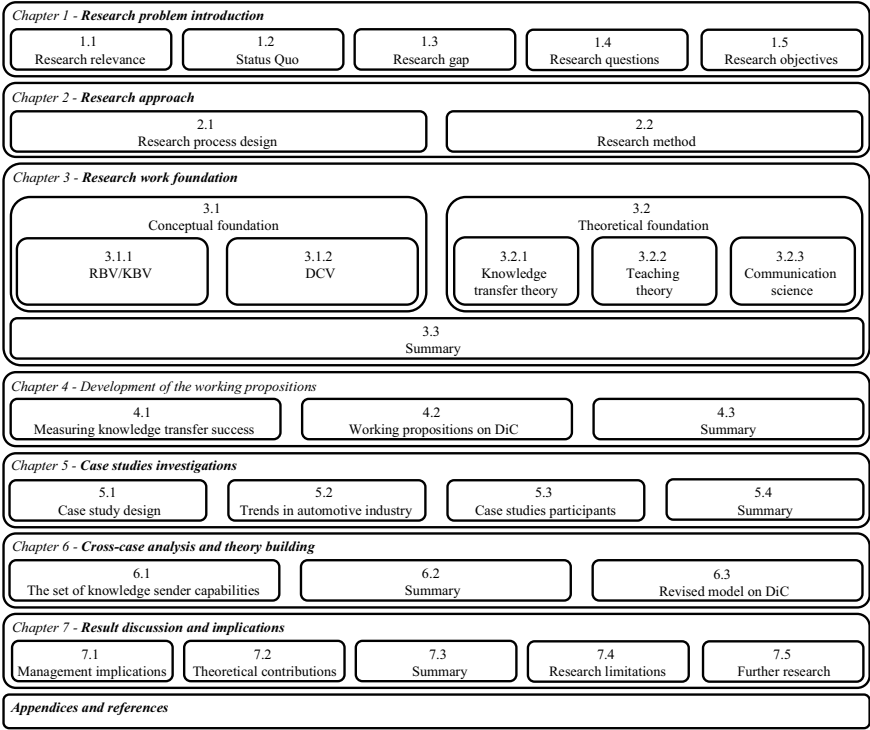 Chapter 1 - Research problem introduction
1.1
Research relevance
1.2
Status Quo
1.3
Research gap
1.4
Research questions
1.5
Research objectives
Chapter 2 - Research approach
2.1
Research process design
2.2
Research method
Chapter 3 - Research work foundation
3.1
Conceptual foundation
3.1.1
RBV/KBV
3.1.2
DCV
3.2
Theoretical foundation
3.2.1
Knowledge
transfer theory
3.2.2
Teaching
theory
3.2.3
Communication
science
3.3
Summary
Chapter 4 - Development of the working propositions
4.1
Measuring knowledge transfer success
4.2
Working propositions on DiC
4.3
Summary
Chapter 5 - Case studies investigations
5.1
Case study design
5.2
Trends in automotive industry
5.3
Case studies participants
5.4
Summary
Chapter 6 - Cross-case analysis and theory building
6.1
The set of knowledge sender capabilities
6.2
Summary
6.3
Revised model on DiC
Chapter 7 - Result discussion and implications
7.1
Management implications
7.2
Theoretical contributions
7.3
Summary
7.4
Research limitations
7.5
Further research
Appendices and references